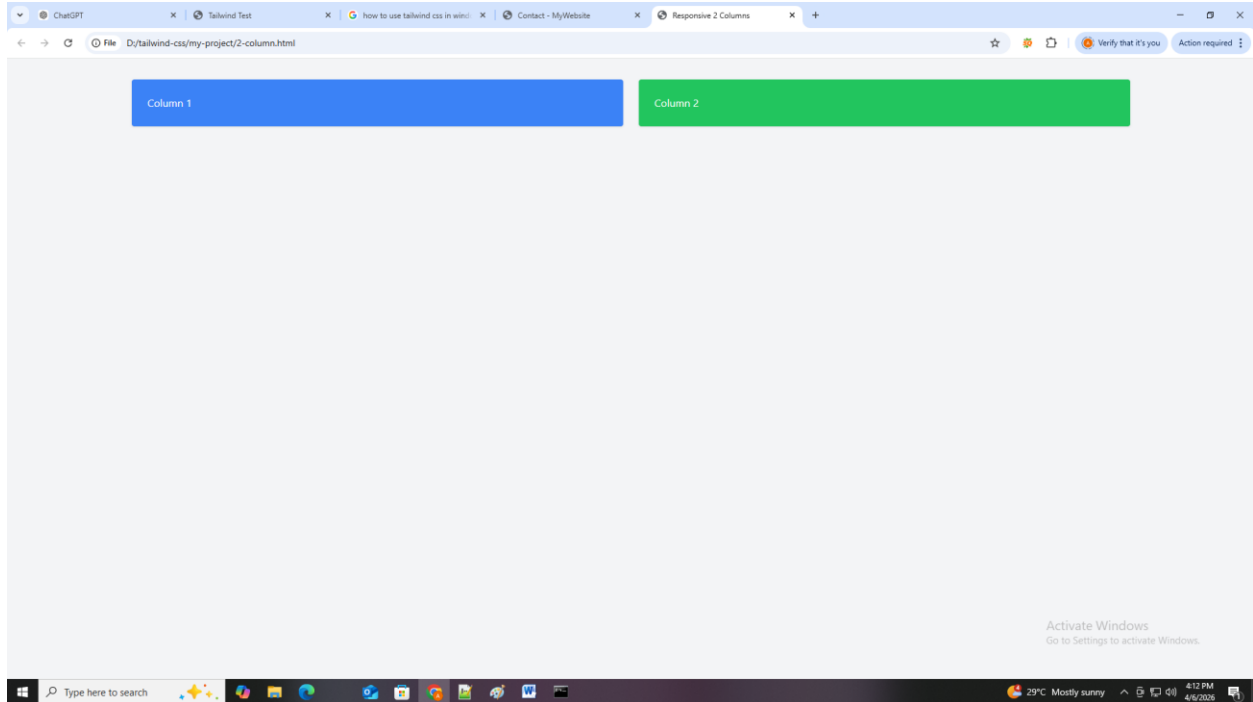 ChatGPT
Tailwind Test
how to use tailwind css in wind
Contact - MyWebsite
Responsive 2 Columns
File
D:/tailwind-css/my-project/2-column.html
Verify that it's you
Action required
Column 1
Column 2
Activate Windows
Go to Settings to activate Windows.
Type here to search
29°C Mostly sunny
4:12 PM
4/6/2026